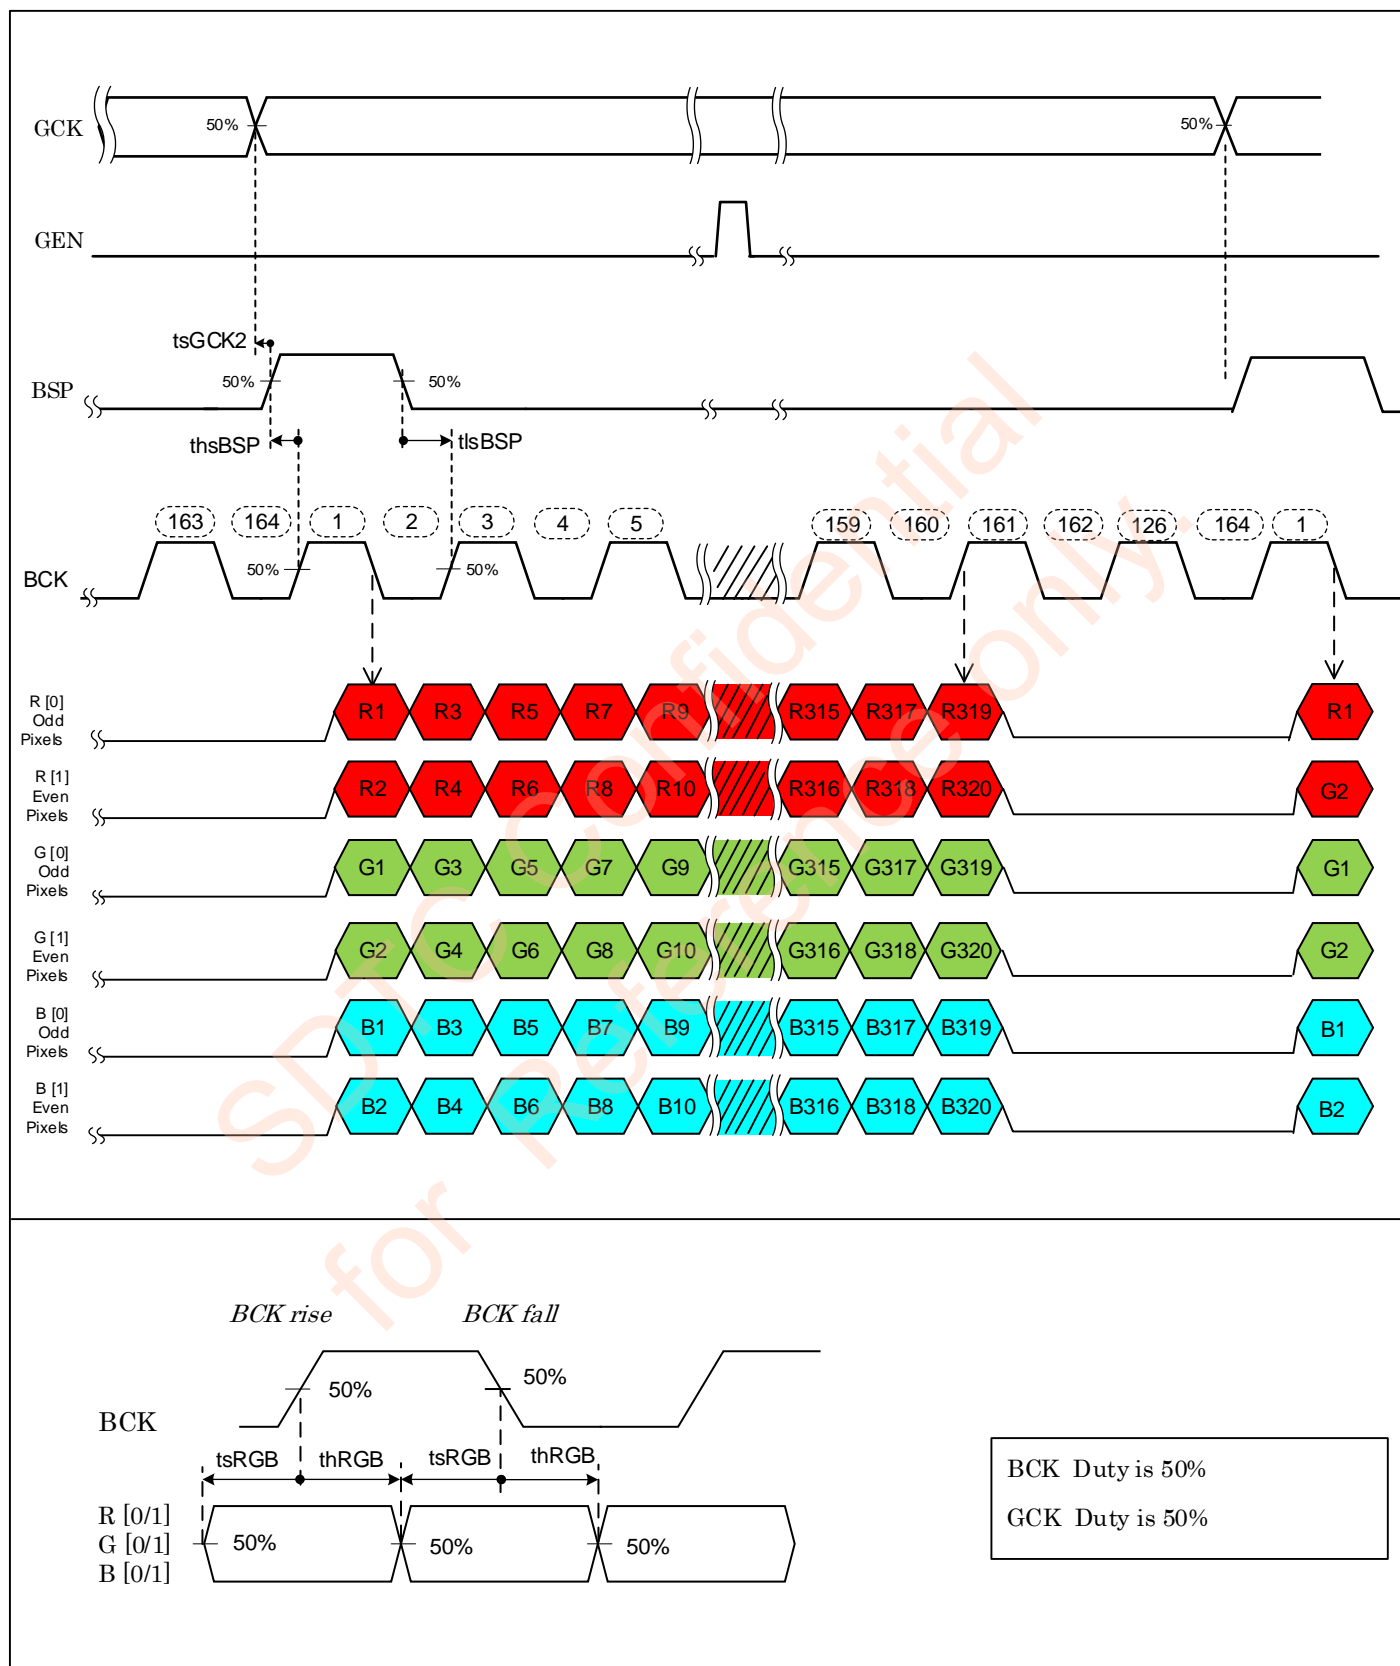 GCK
50%
50%
GEN
tsGCK2
BSP
50%
50%
thsBSP
tlsBSP
163 164 1 2 3 4 5 159 160 161 162 126 164 1
BCK
50%
50%
R [0]
Odd
Pixels
R1 R3 R5 R7 R9 R315 R317 R319 R1
R [1]
Even
Pixels
R2 R4 R6 R8 R10 R316 R318 R320 G2
G [0]
Odd
Pixels
G1 G3 G5 G7 G9 G315 G317 G319 G1
G [1]
Even
Pixels
G2 G4 G6 G8 G10 G316 G318 G320 G2
B [0]
Odd
Pixels
B1 B3 B5 B7 B9 B315 B317 B319 B1
B [1]
Even
Pixels
B2 B4 B6 B8 B10 B316 B318 B320 B2
SDTC Confidential
for Reference only.
BCK rise BCK fall
50%
50%
BCK
tsRGB thRGB tsRGB thRGB
R [0/1]
G [0/1]
B [0/1]
50% 50% 50%
BCK Duty is 50%
GCK Duty is 50%